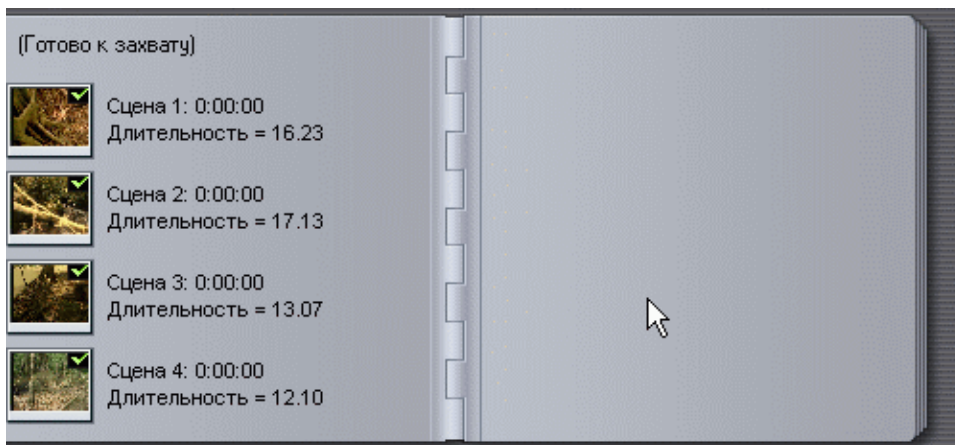 (Готово к захвату)
Сцена 1: 0:00:00
Длительность = 16.23
Сцена 2: 0:00:00
Длительность = 17.13
Сцена 3: 0:00:00
Длительность = 13.07
Сцена 4: 0:00:00
Длительность = 12.10